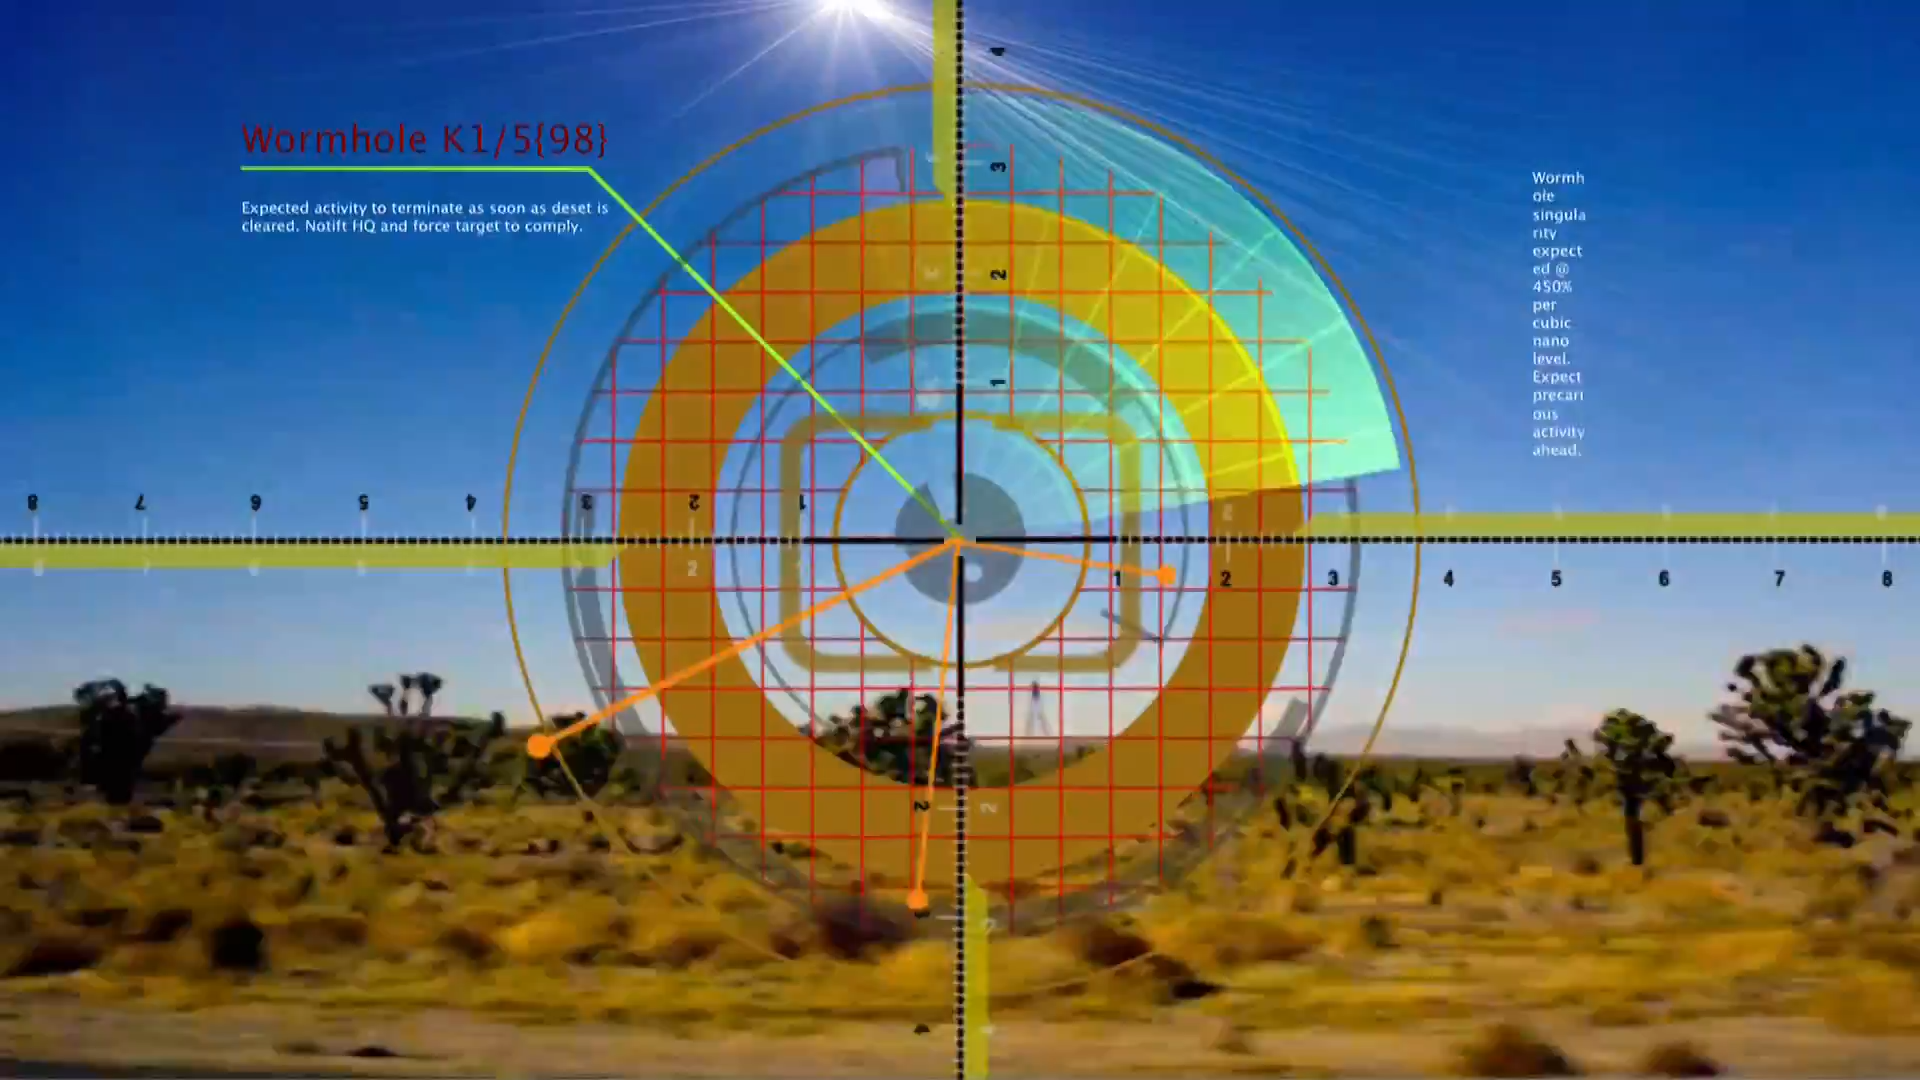 4
Wormhole K1/5{98}
3
Wormh
ole
singula
rity
expect
ed @
450%
per
cubic
nano
level.
Expect
precari
ous
activity
ahead.
Expected activity to terminate as soon as deset is
cleared. Notift HQ and force target to comply.
2
1
8 7 6 5 4 3 2 1
1 2 3 4 5 6 7 8
2
3
4